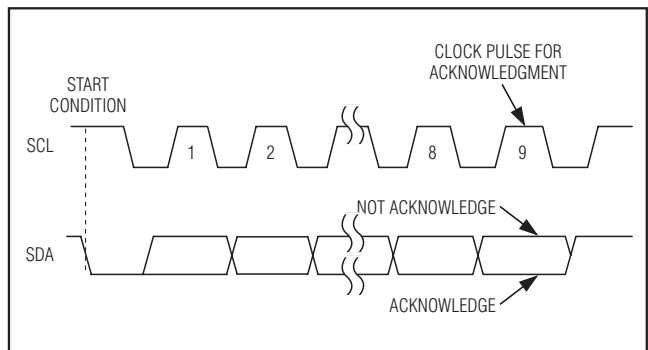 CLOCK PULSE FOR
ACKNOWLEDGMENT
START
CONDITION
SCL
1 2 8 9
NOT ACKNOWLEDGE
SDA
ACKNOWLEDGE